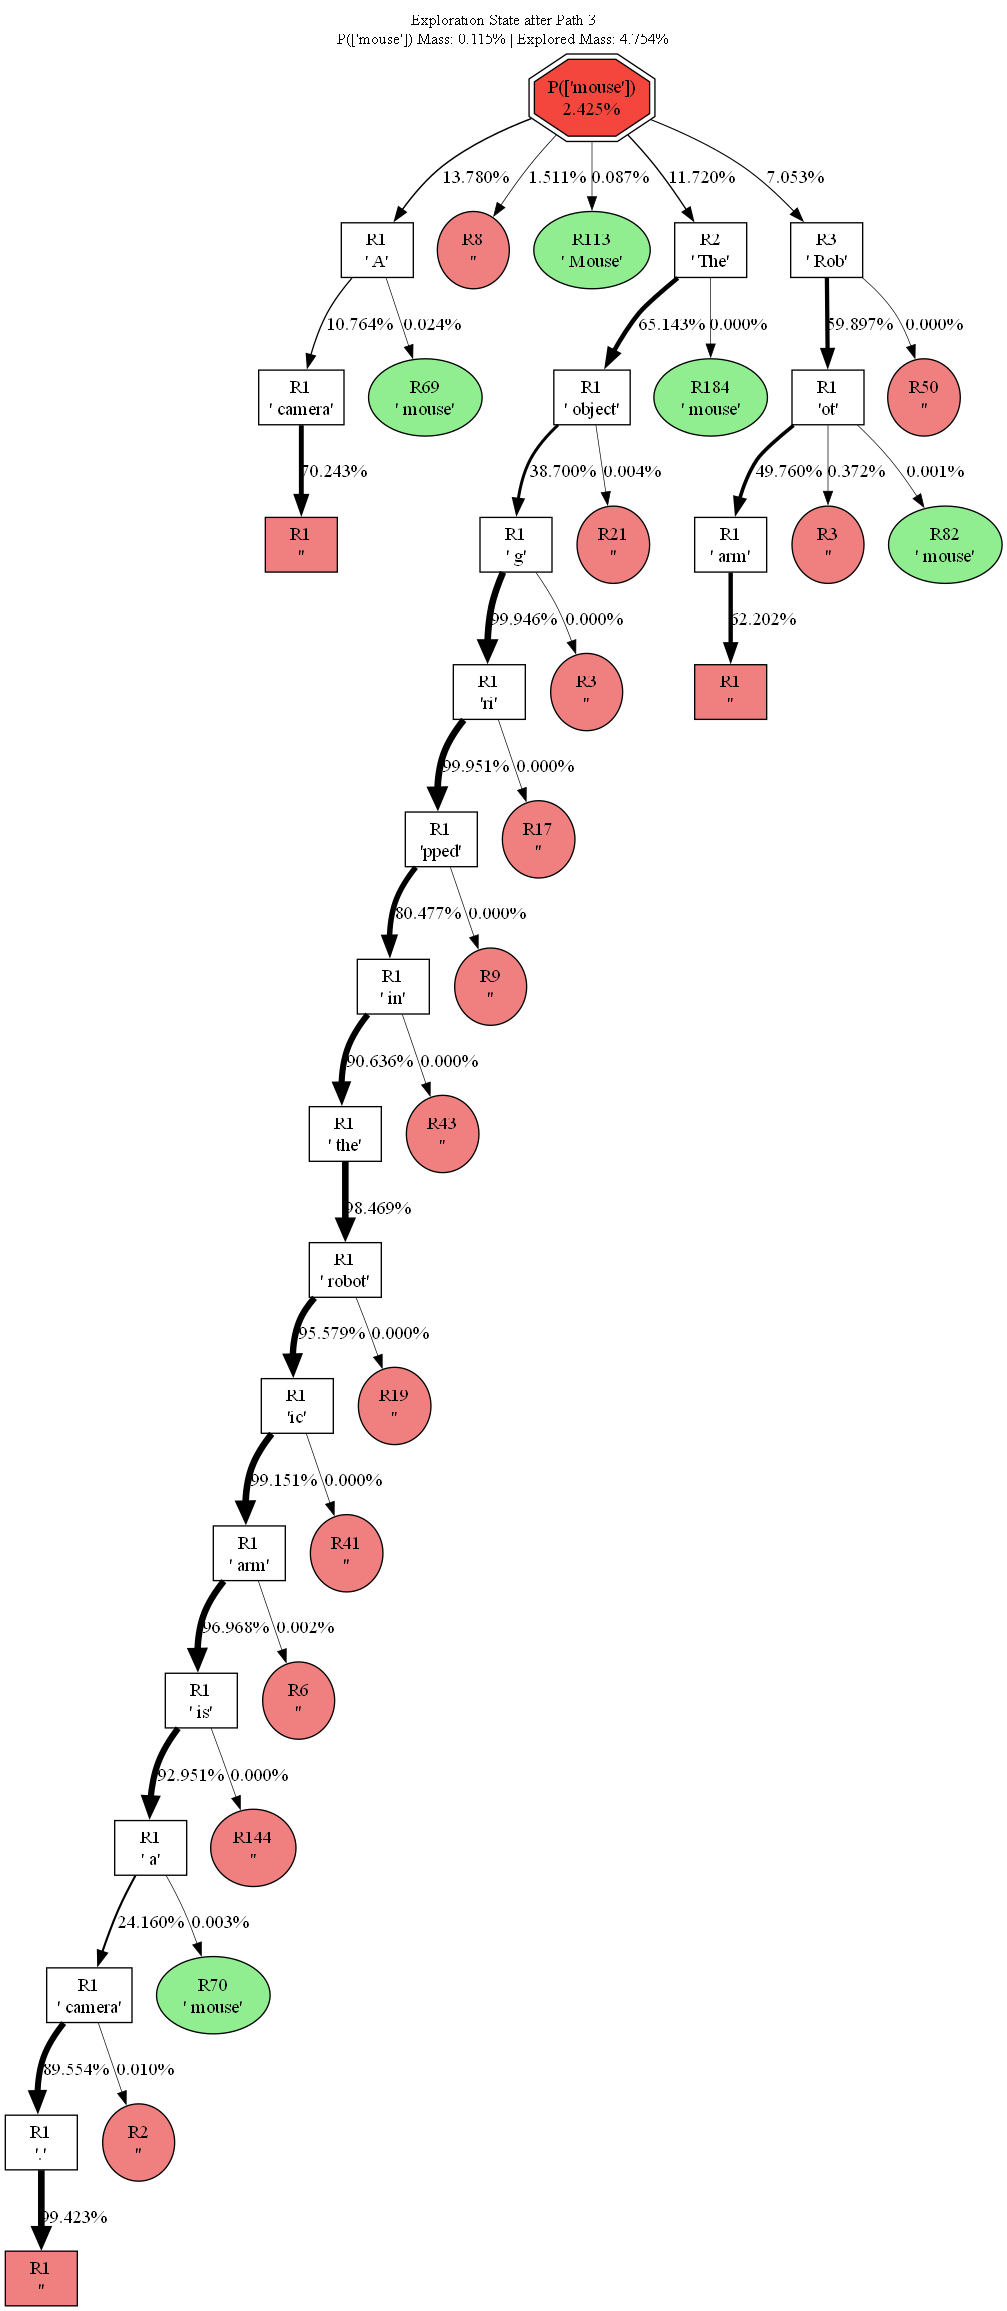 Exploration State after Path 3
P(['mouse']) Mass: 0.115% | Explored Mass: 4.754%
P(['mouse'])
2.425%
13.780%
1.511%
0.087%
11.720%
7.053%
R1
' A'
R8
''
R113
' Mouse'
R2
' The'
R3
' Rob'
10.764%
0.024%
65.143%
0.000%
59.897%
0.000%
R1
' camera'
R69
' mouse'
R1
' object'
R184
' mouse'
R1
'ot'
R50
''
70.243%
38.700%
0.004%
49.760%
0.372%
0.001%
R1
''
R1
' g'
R21
''
R1
' arm'
R3
''
R82
' mouse'
99.946%
0.000%
62.202%
R1
'ri'
R3
''
R1
''
99.951%
0.000%
R1
'pped'
R17
''
80.477%
0.000%
R1
' in'
R9
''
90.636%
0.000%
R1
' the'
R43
''
98.469%
R1
' robot'
95.579%
0.000%
R1
'ic'
R19
''
99.151%
0.000%
R1
' arm'
R41
''
96.968%
0.002%
R1
' is'
R6
''
92.951%
0.000%
R1
' a'
R144
''
24.160%
0.003%
R1
' camera'
R70
' mouse'
89.554%
0.010%
R1
'.'
R2
''
99.423%
R1
''